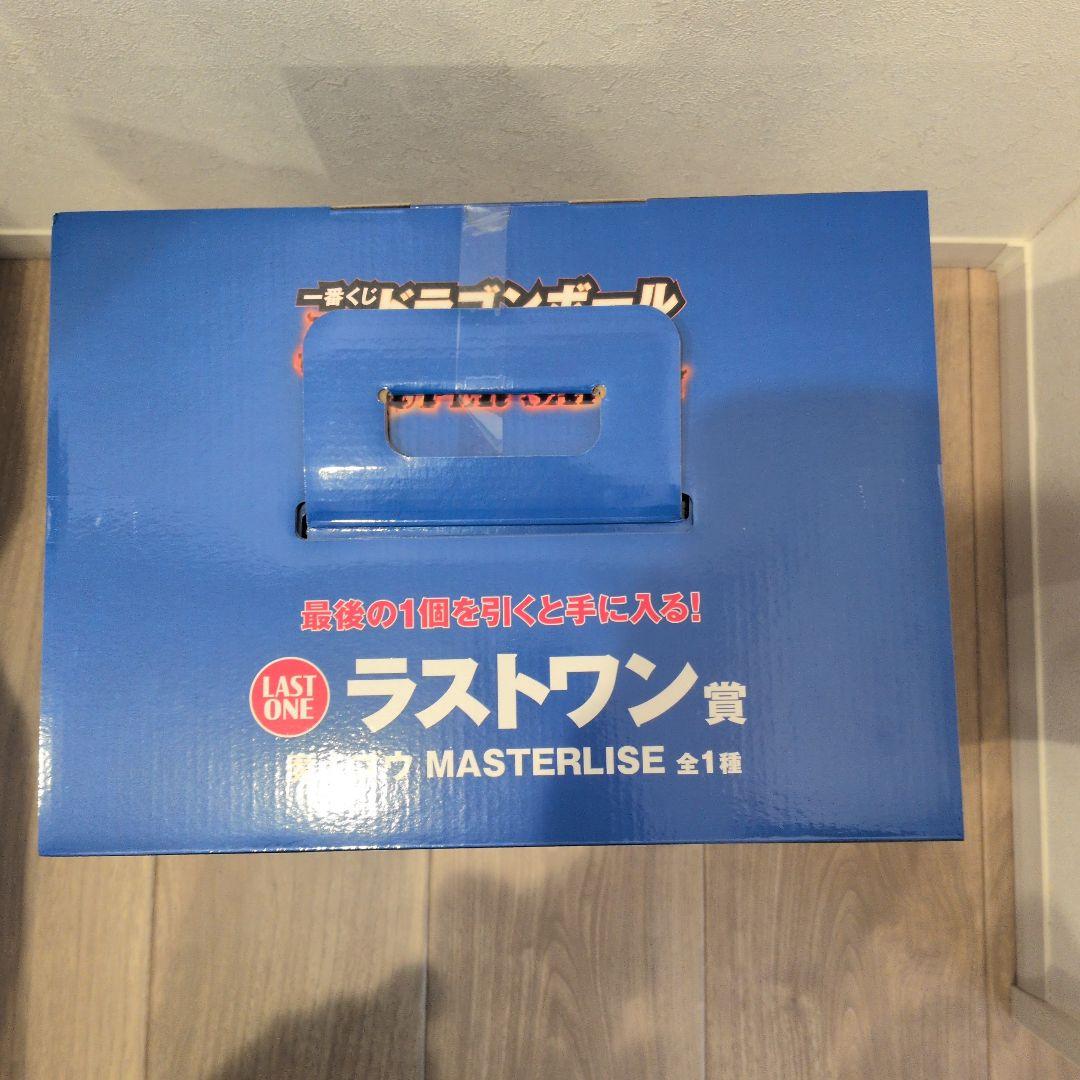 一番くじ ドラゴンボール
最後の1個を引くと手に入る!
LAST
ONE
ラストワン賞
MASTERLISE 全1種